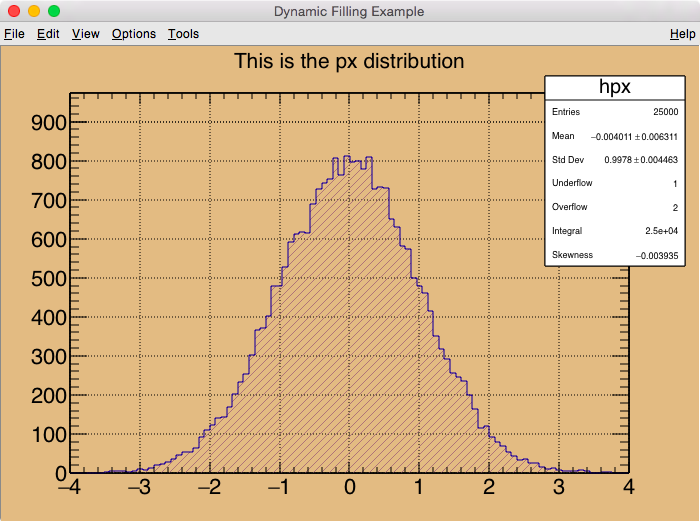 Dynamic Filling Example
File Edit View Options Tools Help
This is the px distribution
hpx
Entries 25000
Mean −0.004011 ± 0.006311
Std Dev 0.9978 ± 0.004463
Underflow 1
Overflow 2
Integral 2.5e+04
Skewness −0.003935
900
800
700
600
500
400
300
200
100
0
−4 −3 −2 −1 0 1 2 3 4